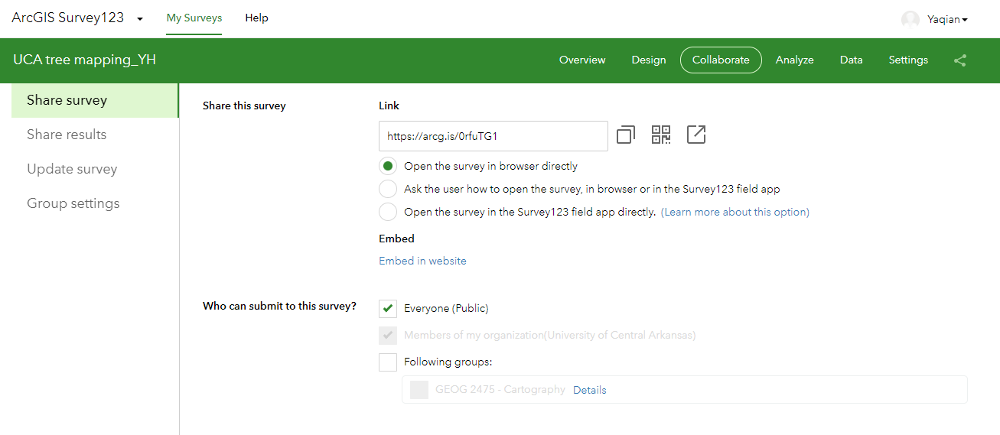 ArcGIS Survey123 My Surveys Help Yaqian
UCA tree mapping_YH Overview Design Collaborate Analyze Data Settings
Share survey
Share results
Update survey
Group settings
Share this survey
Link
https://arcg.is/0rfuTG1
Open the survey in browser directly
Ask the user how to open the survey, in browser or in the Survey123 field app
Open the survey in the Survey123 field app directly. (Learn more about this option)
Embed
Embed in website
Who can submit to this survey?
Everyone (Public)
Members of my organization(University of Central Arkansas)
Following groups:
GEOG 2475 - Cartography Details